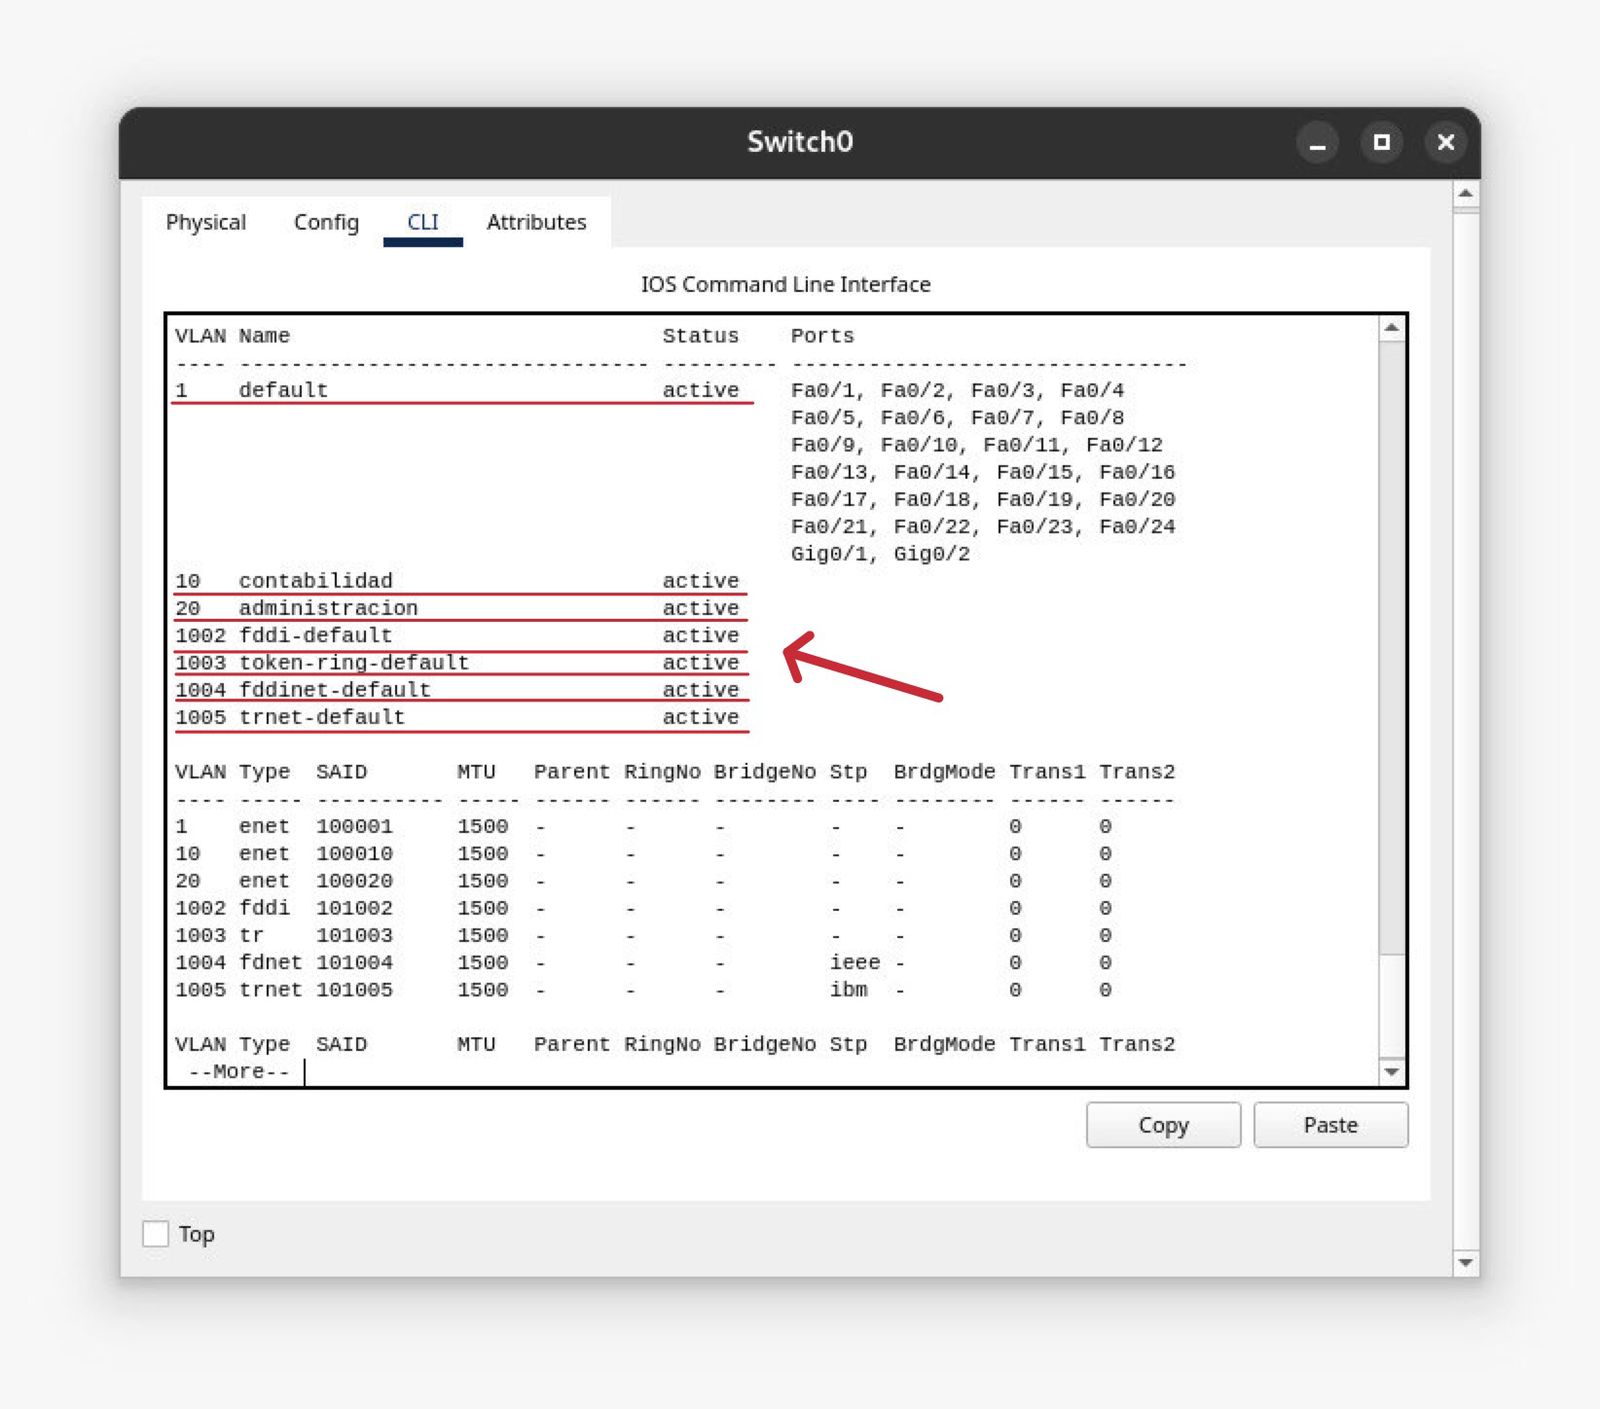 Switch0
Physical Config CLI Attributes
IOS Command Line Interface
VLAN Name                             Status    Ports
---- -------------------------------- --------- -------------------------------
1    default                          active    Fa0/1, Fa0/2, Fa0/3, Fa0/4
                                                Fa0/5, Fa0/6, Fa0/7, Fa0/8
                                                Fa0/9, Fa0/10, Fa0/11, Fa0/12
                                                Fa0/13, Fa0/14, Fa0/15, Fa0/16
                                                Fa0/17, Fa0/18, Fa0/19, Fa0/20
                                                Fa0/21, Fa0/22, Fa0/23, Fa0/24
                                                Gig0/1, Gig0/2
10   contabilidad                     active
20   administracion                   active
1002 fddi-default                     active
1003 token-ring-default               active
1004 fddinet-default                  active
1005 trnet-default                    active
VLAN Type  SAID       MTU   Parent RingNo BridgeNo Stp  BrdgMode Trans1 Trans2
---- ----- ---------- ----- ------ ------ -------- ---- -------- ------ ------
1    enet  100001     1500  -      -      -        -    -        0      0
10   enet  100010     1500  -      -      -        -    -        0      0
20   enet  100020     1500  -      -      -        -    -        0      0
1002 fddi  101002     1500  -      -      -        -    -        0      0
1003 tr    101003     1500  -      -      -        -    -        0      0
1004 fdnet 101004     1500  -      -      -        ieee -        0      0
1005 trnet 101005     1500  -      -      -        ibm  -        0      0
VLAN Type  SAID       MTU   Parent RingNo BridgeNo Stp  BrdgMode Trans1 Trans2
 --More--
Copy Paste
Top